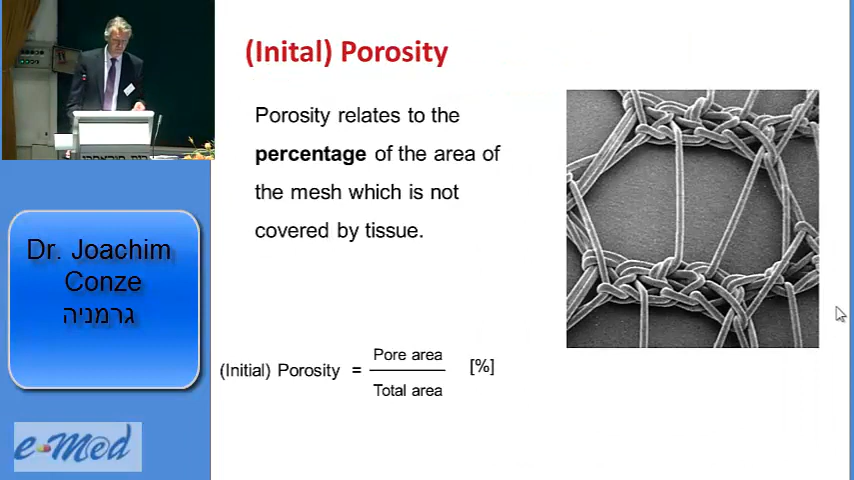 (Inital) Porosity
Porosity relates to the
percentage of the area of
the mesh which is not
covered by tissue.
(Initial) Porosity = Pore area
Total area
[%]
Dr. Joachim
Conze
גרמניה
e-Med